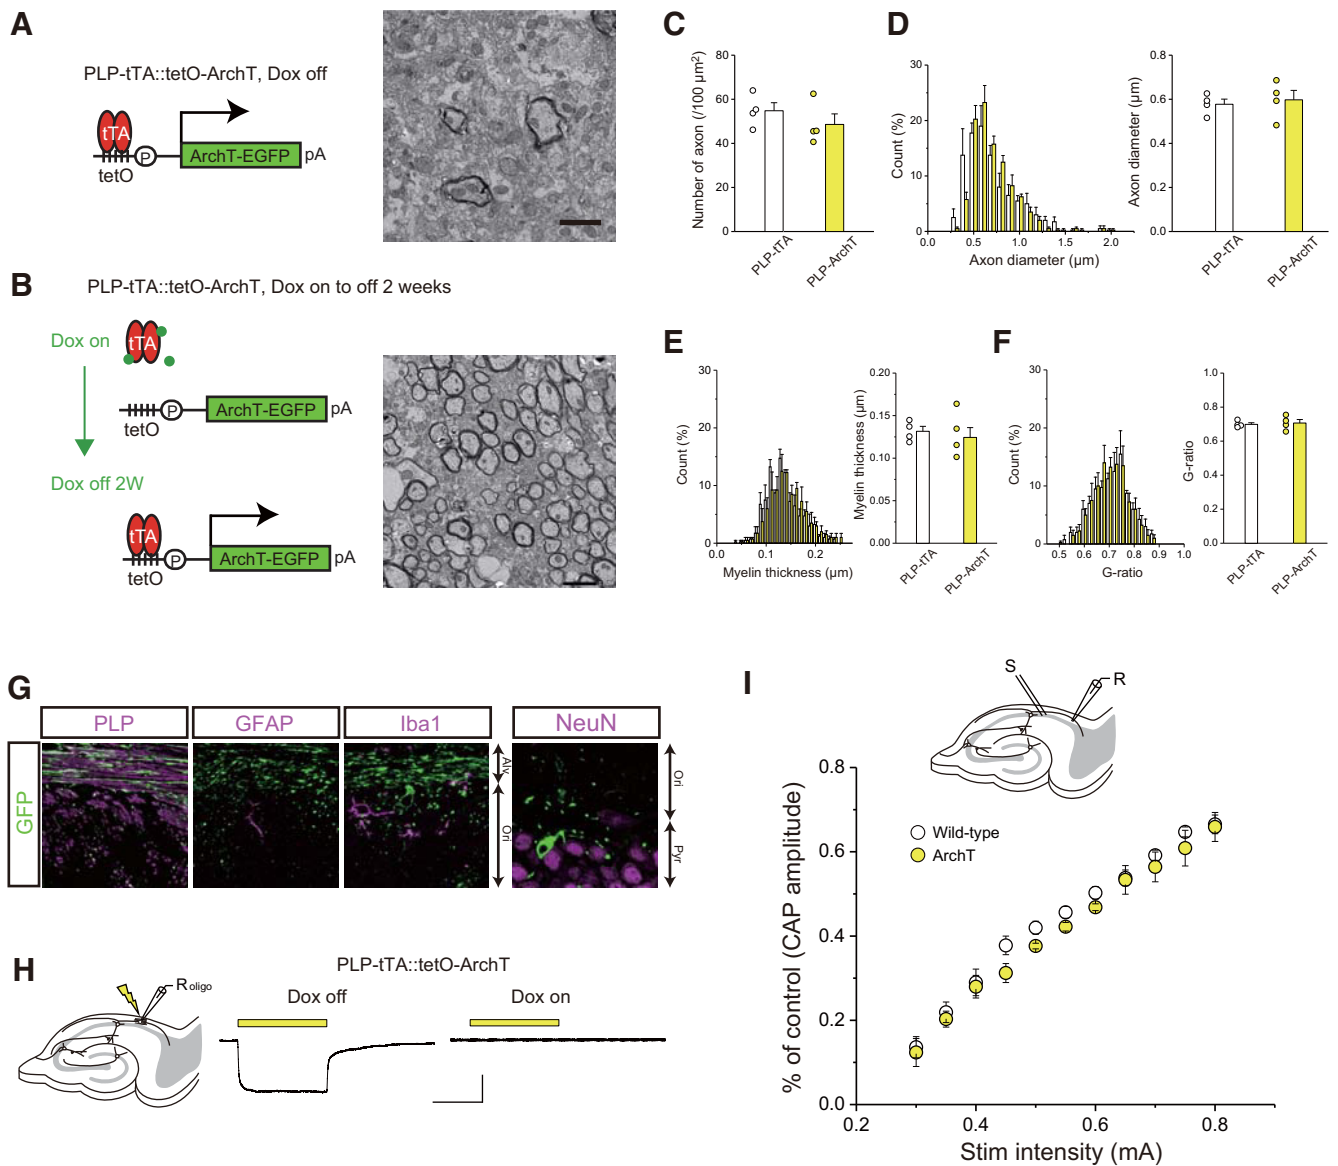 A
PLP-tTA::tetO-ArchT, Dox off
tTA
P
ArchT-EGFP
pA
tetO
B
PLP-tTA::tetO-ArchT, Dox on to off 2 weeks
Dox on
tTA
P
ArchT-EGFP
pA
tetO
Dox off 2W
tTA
P
ArchT-EGFP
pA
tetO
C
Number of axon (/100 µm²)
80
60
40
20
0
PLP-tTA
PLP-ArchT
D
Count (%)
30
20
10
0
0.0 0.5 1.0 1.5 2.0
Axon diameter (µm)
Axon diameter (µm)
0.8
0.6
0.4
0.2
0.0
PLP-tTA
PLP-ArchT
E
Count (%)
30
20
10
0
0.0 0.1 0.2
Myelin thickness (µm)
Myelin thickness (µm)
0.20
0.15
0.10
0.05
0.00
PLP-tTA
PLP-ArchT
F
Count (%)
30
20
10
0
0.5 0.6 0.7 0.8 0.9 1.0
G-ratio
G-ratio
1.0
0.8
0.6
0.4
0.2
0.0
PLP-tTA
PLP-ArchT
G
PLP GFAP Iba1 NeuN
GFP
Alv
Ori
Ori
Pyr
H
PLP-tTA::tetO-ArchT
R oligo
Dox off
Dox on
I
S
R
% of control (CAP amplitude)
0.8
0.6
0.4
0.2
0.0
Wild-type
ArchT
0.2 0.4 0.6 0.8
Stim intensity (mA)